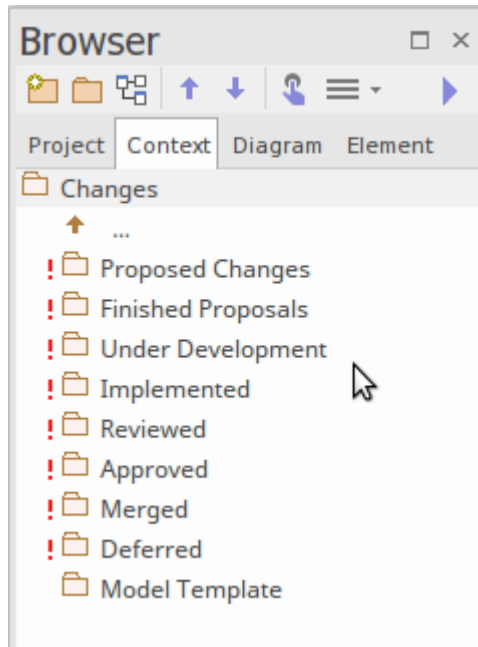 Browser
Project Context Diagram Element
Changes
...
! Proposed Changes
! Finished Proposals
! Under Development
! Implemented
! Reviewed
! Approved
! Merged
! Deferred
Model Template